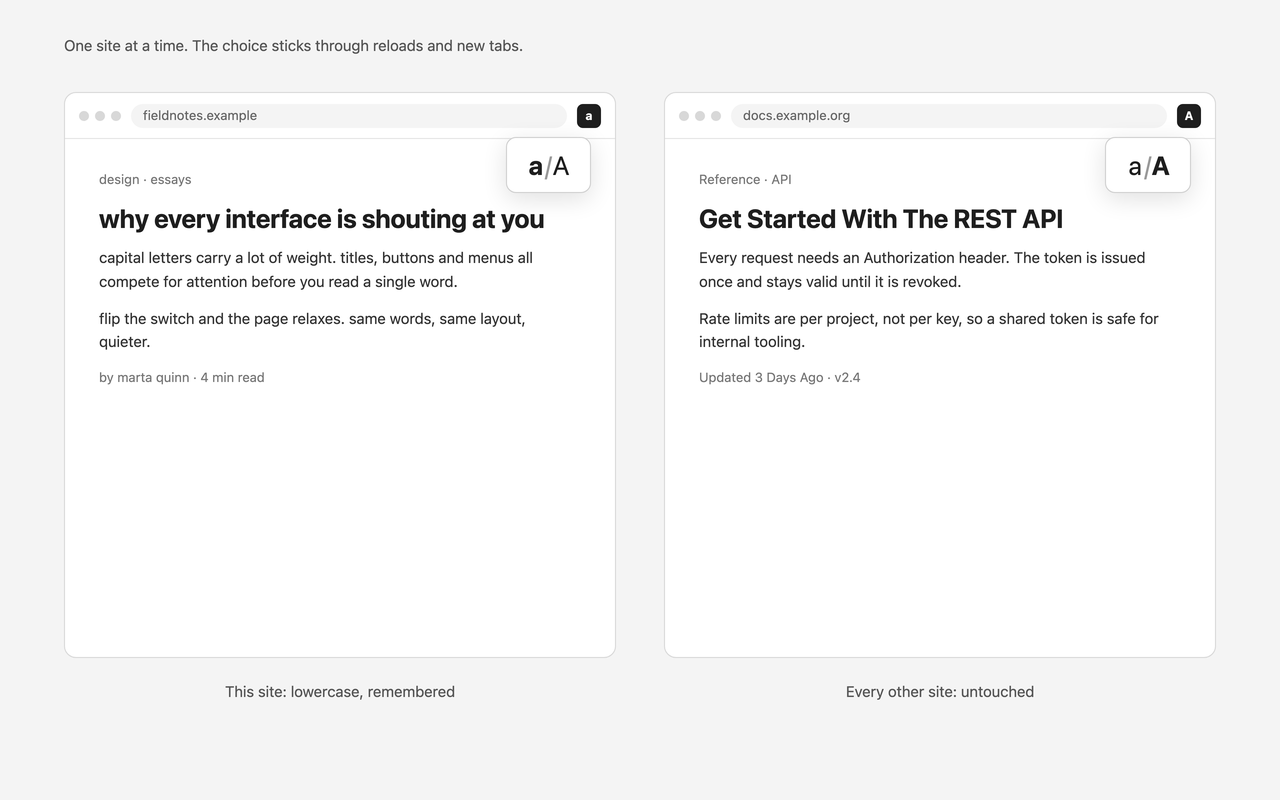 One site at a time. The choice sticks through reloads and new tabs.
fieldnotes.example
a
a/A
design · essays
why every interface is shouting at you
capital letters carry a lot of weight. titles, buttons and menus all
compete for attention before you read a single word.
flip the switch and the page relaxes. same words, same layout,
quieter.
by marta quinn · 4 min read
This site: lowercase, remembered
docs.example.org
A
a/A
Reference · API
Get Started With The REST API
Every request needs an Authorization header. The token is issued
once and stays valid until it is revoked.
Rate limits are per project, not per key, so a shared token is safe for
internal tooling.
Updated 3 Days Ago · v2.4
Every other site: untouched